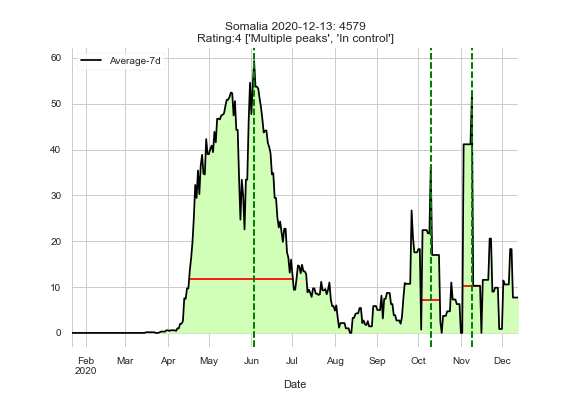 Somalia 2020-12-13: 4579
Rating:4 ['Multiple peaks', 'In control']
Average-7d
60
50
40
30
20
10
0
Feb Mar Apr May Jun Jul Aug Sep Oct Nov Dec
2020
Date